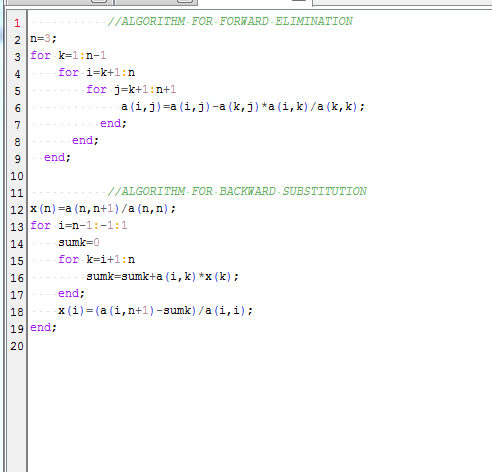 1 //ALGORITHM FOR FORWARD ELIMINATION
2 n=3;
3 for k=1:n-1
4 for i=k+1:n
5 for j=k+1:n+1
6 a(i,j)=a(i,j)-a(k,j)*a(i,k)/a(k,k);
7 end;
8 end;
9 end;
10
11 //ALGORITHM FOR BACKWARD SUBSTITUTION
12 x(n)=a(n,n+1)/a(n,n);
13 for i=n-1:-1:1
14 sumk=0
15 for k=i+1:n
16 sumk=sumk+a(i,k)*x(k);
17 end;
18 x(i)=(a(i,n+1)-sumk)/a(i,i);
19 end;
20